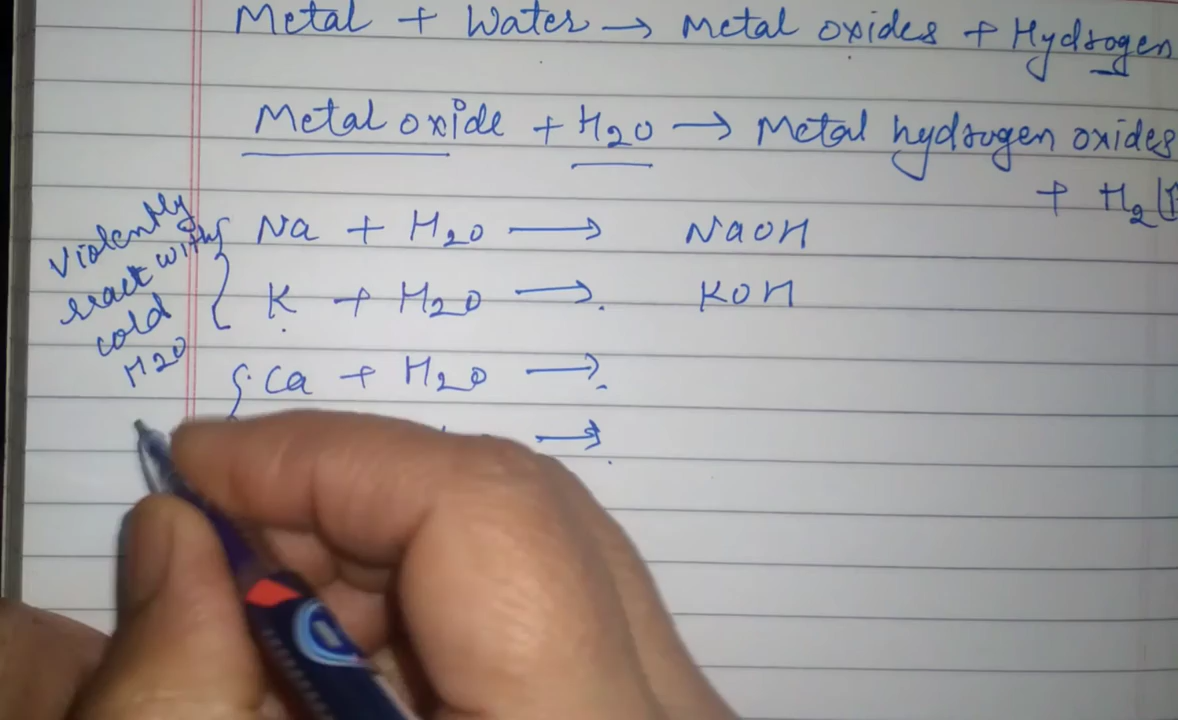 Metal + Water → Metal oxides + Hydrogen
Metal oxide + H2O → Metal hydrogen oxides
+ H2(
Violently
react with
cold
H2O
Na + H2O → NaOH
K + H2O → KOH
Ca + H2O →
→